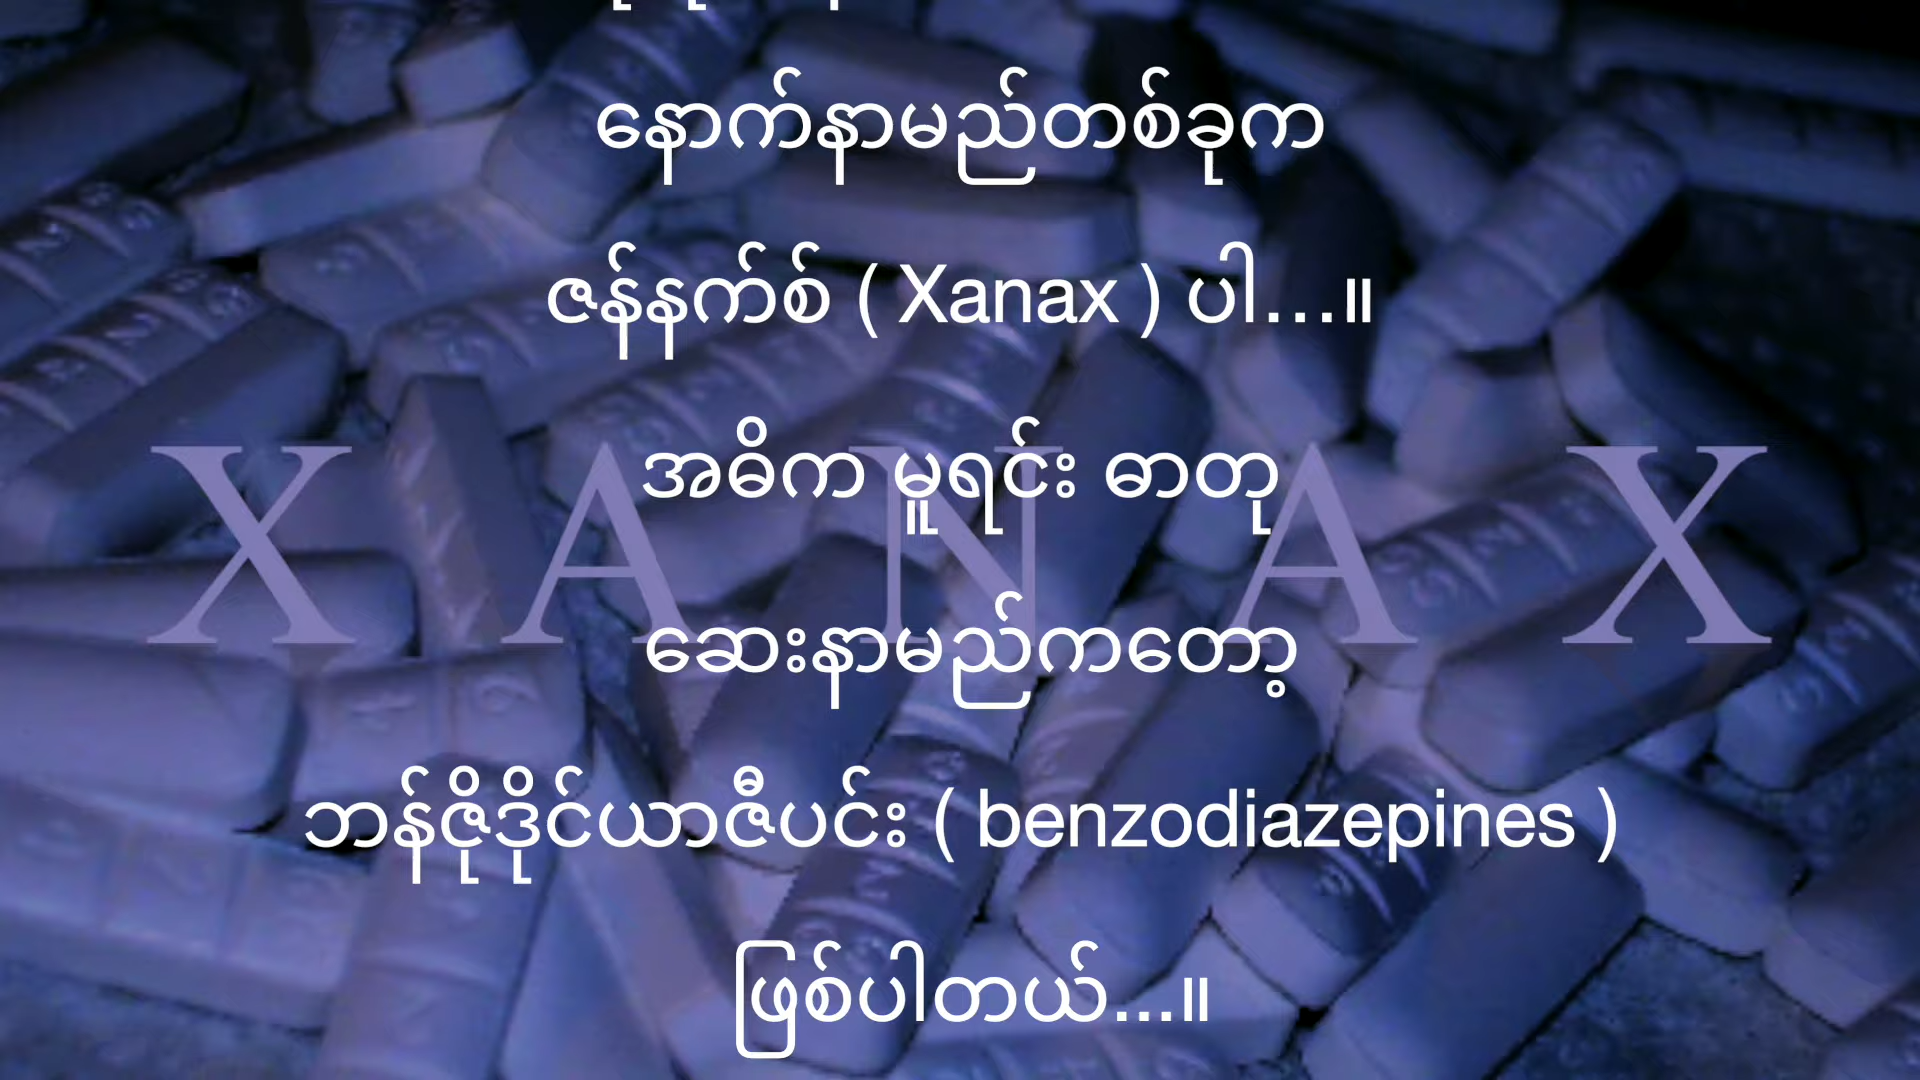 နောက်နာမည်တစ်ခုက
ဇန်နက်စ် ( Xanax ) ပါ...။
အဓိက မူရင်း ဓာတု
XANAX
ဆေးနာမည်ကတော့
ဘန်ဇိုဒိုင်ယာဇီပင်း ( benzodiazepines )
ဖြစ်ပါတယ်...။